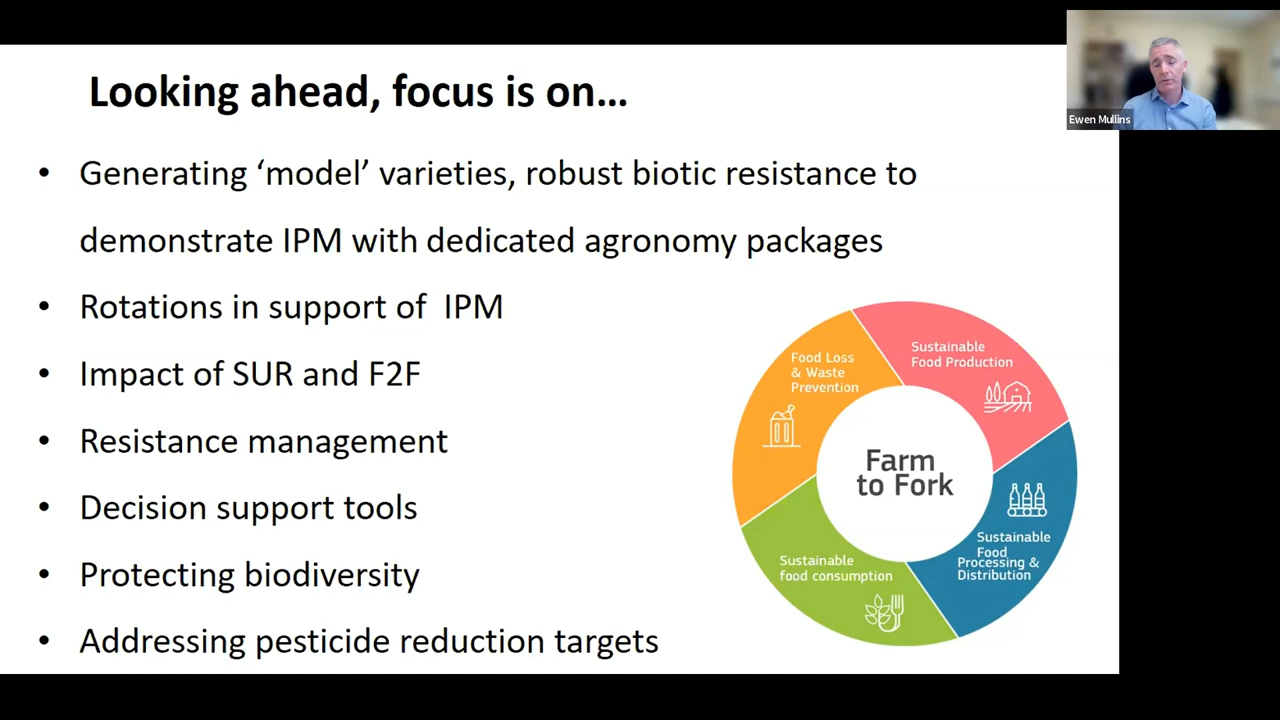 Looking ahead, focus is on...
Ewen Mullins
• Generating ‘model’ varieties, robust biotic resistance to
demonstrate IPM with dedicated agronomy packages
• Rotations in support of  IPM
• Impact of SUR and F2F
• Resistance management
• Decision support tools
• Protecting biodiversity
• Addressing pesticide reduction targets
Food Loss
& Waste
Prevention
Sustainable
Food Production
Farm
to Fork
Sustainable
Food
Processing &
Distribution
Sustainable
food consumption